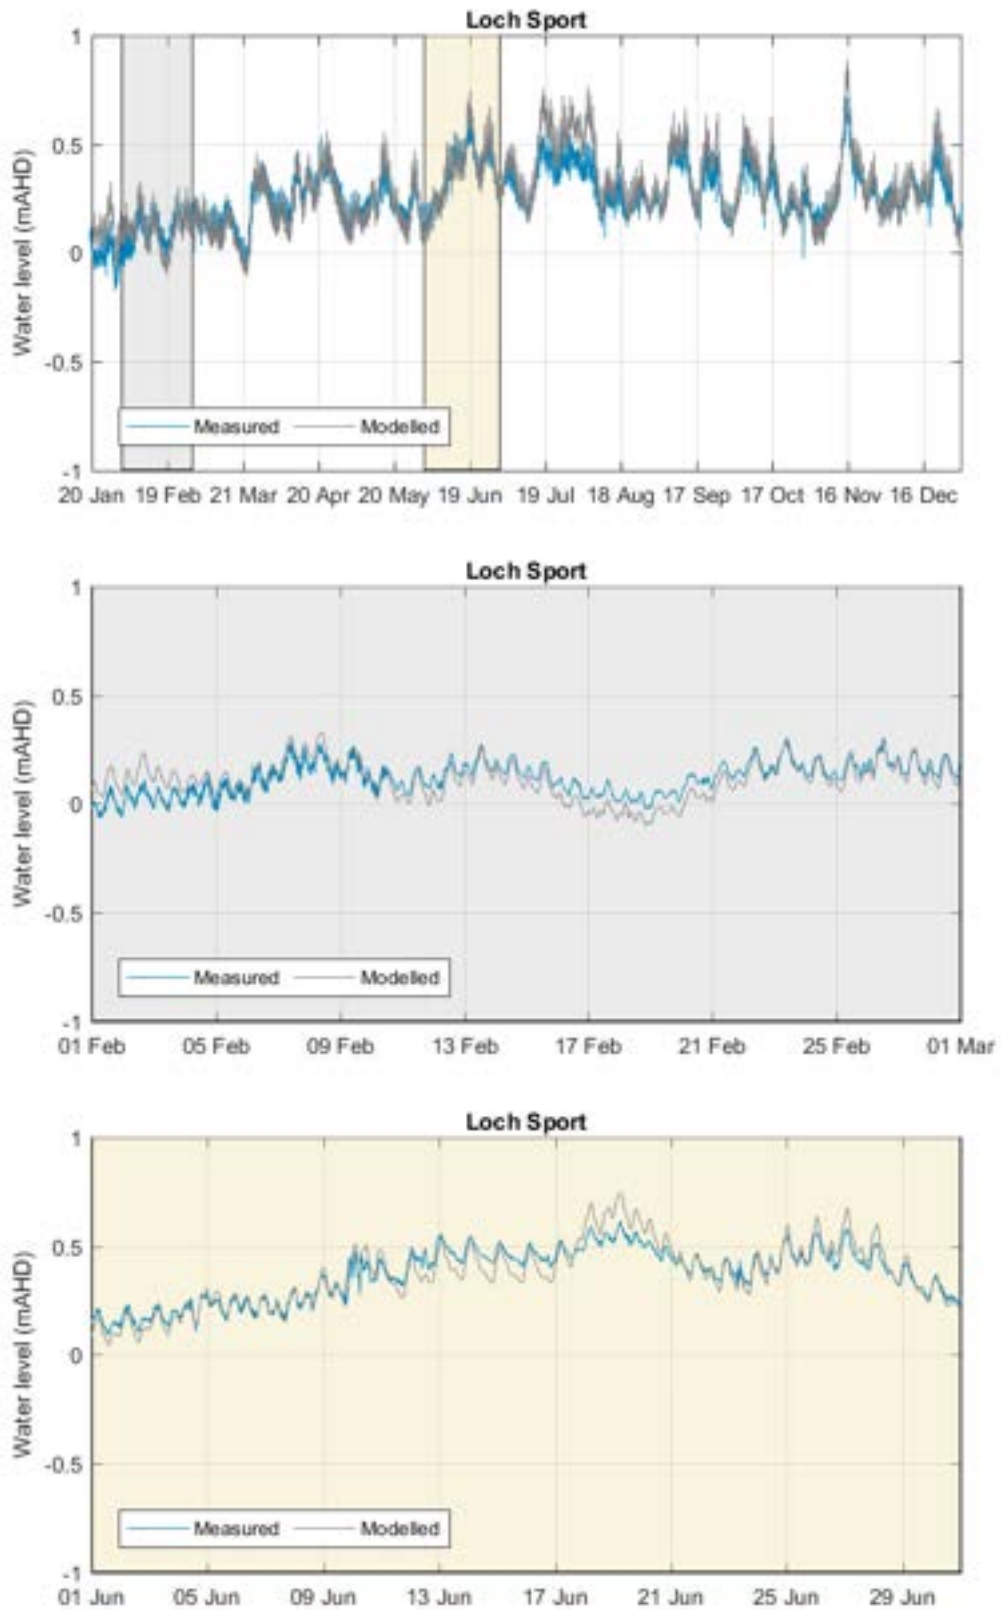 Loch Sport
Water level (mAHD)
1
0.5
0
-0.5
-1
Measured Modelled
20 Jan 19 Feb 21 Mar 20 Apr 20 May 19 Jun 19 Jul 18 Aug 17 Sep 17 Oct 16 Nov 16 Dec
Loch Sport
Water level (mAHD)
1
0.5
0
-0.5
-1
Measured Modelled
01 Feb 05 Feb 09 Feb 13 Feb 17 Feb 21 Feb 25 Feb 01 Mar
Loch Sport
Water level (mAHD)
1
0.5
0
-0.5
-1
Measured Modelled
01 Jun 05 Jun 09 Jun 13 Jun 17 Jun 21 Jun 25 Jun 29 Jun